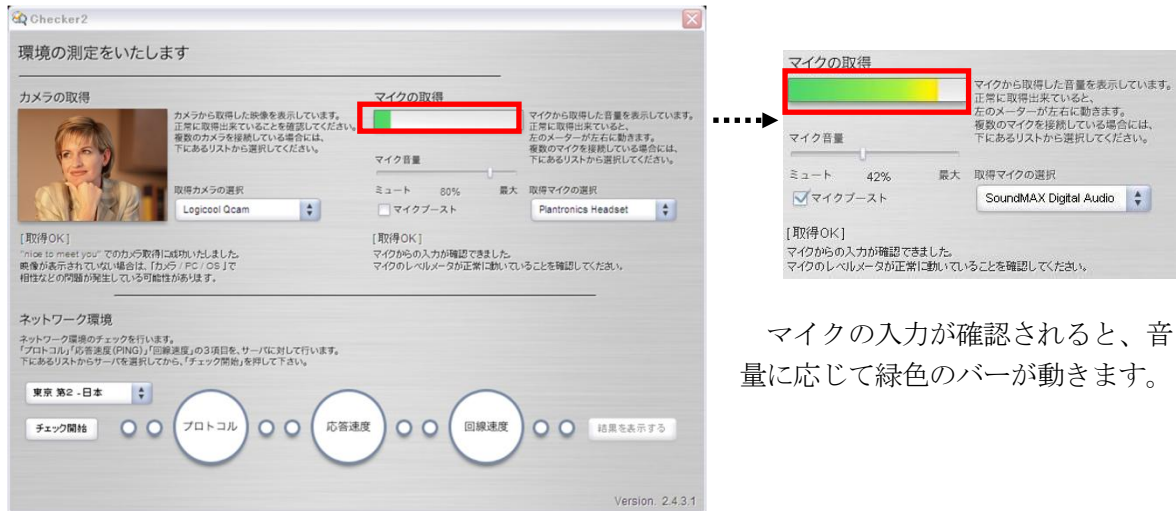 Checker2
環境の測定をいたします
カメラの取得
カメラから取得した映像を表示しています。
正常に取得出来ていることを確認してください。
複数のカメラを接続している場合には、
下にあるリストから選択してください。
取得カメラの選択
Logicool Qcam
[取得OK]
"nice to meet you" でのカメラ取得に成功いたしました。
映像が表示されていない場合は、「カメラ / PC / OS」で
相性などの問題が発生している可能性があります。
マイクの取得
マイクから取得した音量を表示しています。
正常に取得出来ていると、
左のメーターが左右に動きます。
複数のマイクを接続している場合には、
下にあるリストから選択してください。
マイク音量
ミュート 80% 最大
マイクブースト
取得マイクの選択
Plantronics Headset
[取得OK]
マイクからの入力が確認できました。
マイクのレベルメータが正常に動いていることを確認してください。
ネットワーク環境
ネットワーク環境のチェックを行います。
「プロトコル」「応答速度(PING)」「回線速度」の3項目を、サーバに対して行います。
下にあるリストからサーバを選択してから、「チェック開始」を押して下さい。
東京 第2 -日本
チェック開始
プロトコル
応答速度
回線速度
結果を表示する
Version. 2.4.3.1
マイクの取得
マイクから取得した音量を表示しています。
正常に取得出来ていると、
左のメーターが左右に動きます。
複数のマイクを接続している場合には、
下にあるリストから選択してください。
マイク音量
ミュート 42% 最大
マイクブースト
取得マイクの選択
SoundMAX Digital Audio
[取得OK]
マイクからの入力が確認できました。
マイクのレベルメータが正常に動いていることを確認してください。
マイクの入力が確認されると、音
量に応じて緑色のバーが動きます。